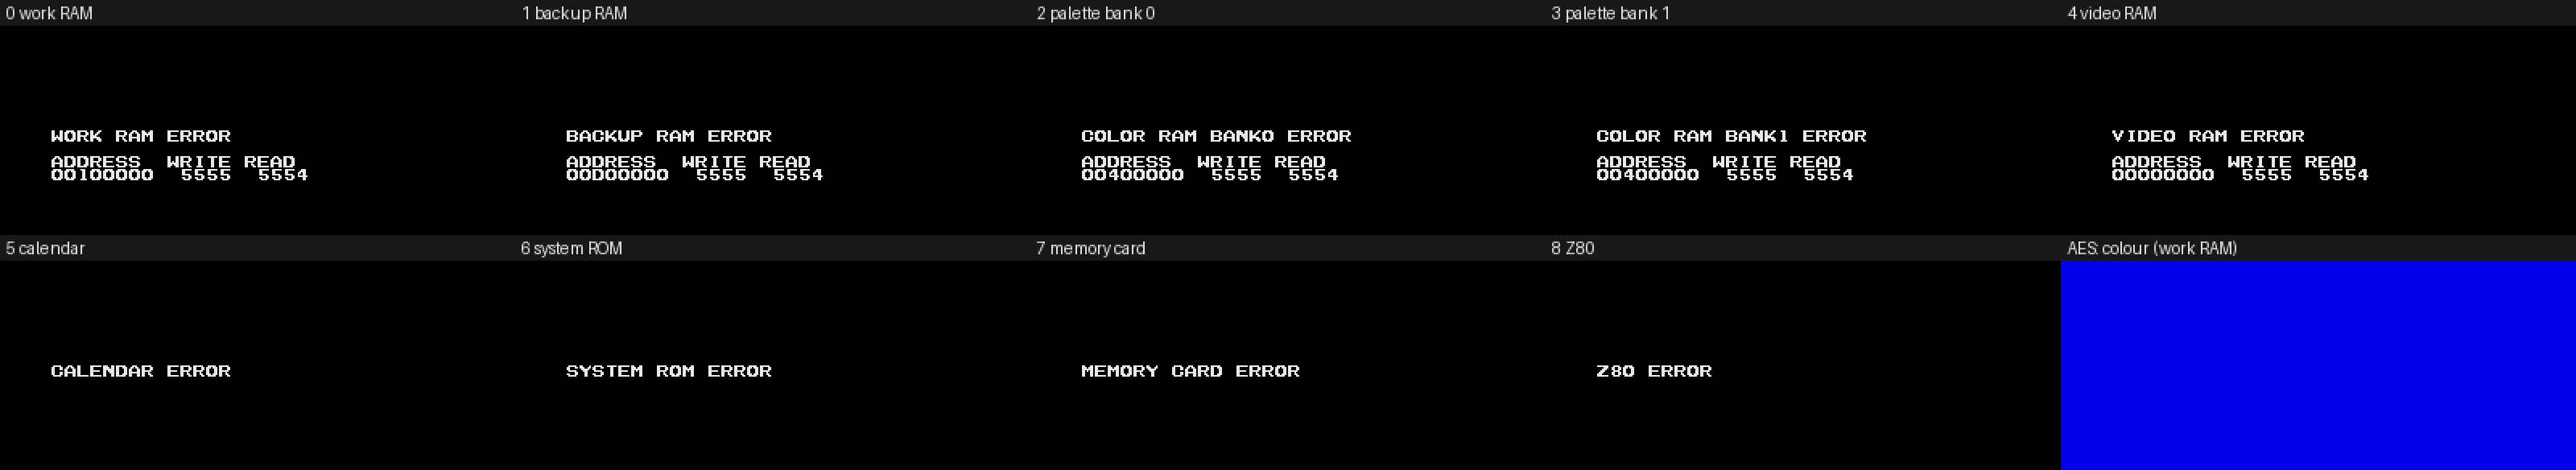 0 work RAM
WORK RAM ERROR
ADDRESS WRITE READ
00100000 5555 5554
1 backup RAM
BACKUP RAM ERROR
ADDRESS WRITE READ
00D00000 5555 5554
2 palette bank 0
COLOR RAM BANK0 ERROR
ADDRESS WRITE READ
00400000 5555 5554
3 palette bank 1
COLOR RAM BANK1 ERROR
ADDRESS WRITE READ
00400000 5555 5554
4 video RAM
VIDEO RAM ERROR
ADDRESS WRITE READ
00000000 5555 5554
5 calendar
CALENDAR ERROR
6 system ROM
SYSTEM ROM ERROR
7 memory card
MEMORY CARD ERROR
8 Z80
Z80 ERROR
AES: colour (work RAM)